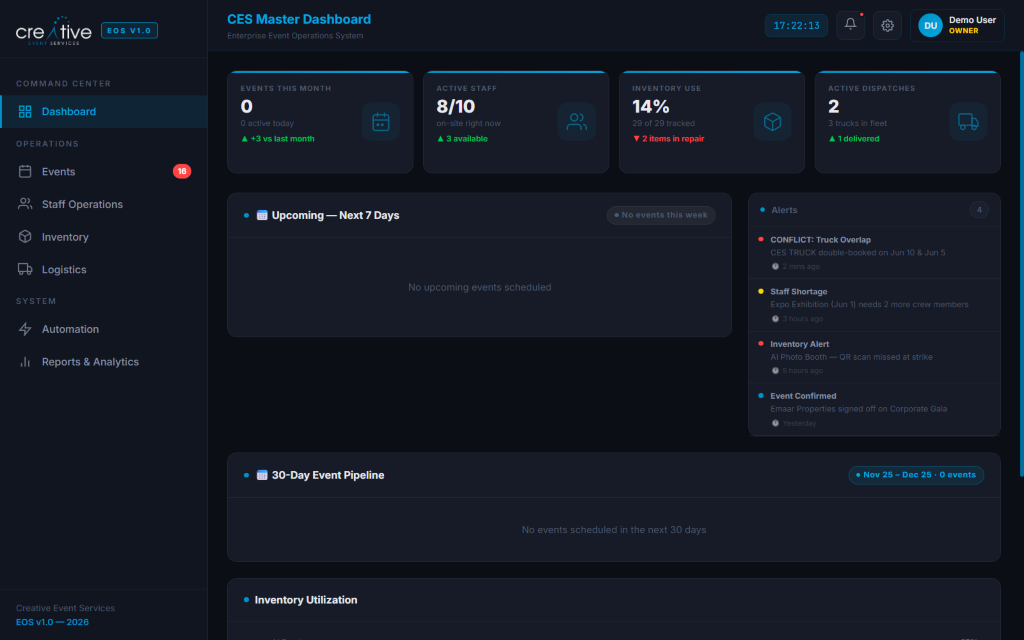 creative
EVENT SERVICES
EOS V1.0
COMMAND CENTER
Dashboard
OPERATIONS
Events
16
Staff Operations
Inventory
Logistics
SYSTEM
Automation
Reports & Analytics
Creative Event Services
EOS v1.0 — 2026
CES Master Dashboard
Enterprise Event Operations System
17:22:13
DU
Demo User
OWNER
EVENTS THIS MONTH
0
0 active today
▲ +3 vs last month
ACTIVE STAFF
8/10
on-site right now
▲ 3 available
INVENTORY USE
14%
29 of 29 tracked
▼ 2 items in repair
ACTIVE DISPATCHES
2
3 trucks in fleet
▲ 1 delivered
Upcoming — Next 7 Days
No events this week
No upcoming events scheduled
Alerts
4
CONFLICT: Truck Overlap
CES TRUCK double-booked on Jun 10 & Jun 5
2 mins ago
Staff Shortage
Expo Exhibition (Jun 1) needs 2 more crew members
3 hours ago
Inventory Alert
AI Photo Booth — QR scan missed at strike
5 hours ago
Event Confirmed
Emaar Properties signed off on Corporate Gala
Yesterday
30-Day Event Pipeline
Nov 25 – Dec 25 · 0 events
No events scheduled in the next 30 days
Inventory Utilization